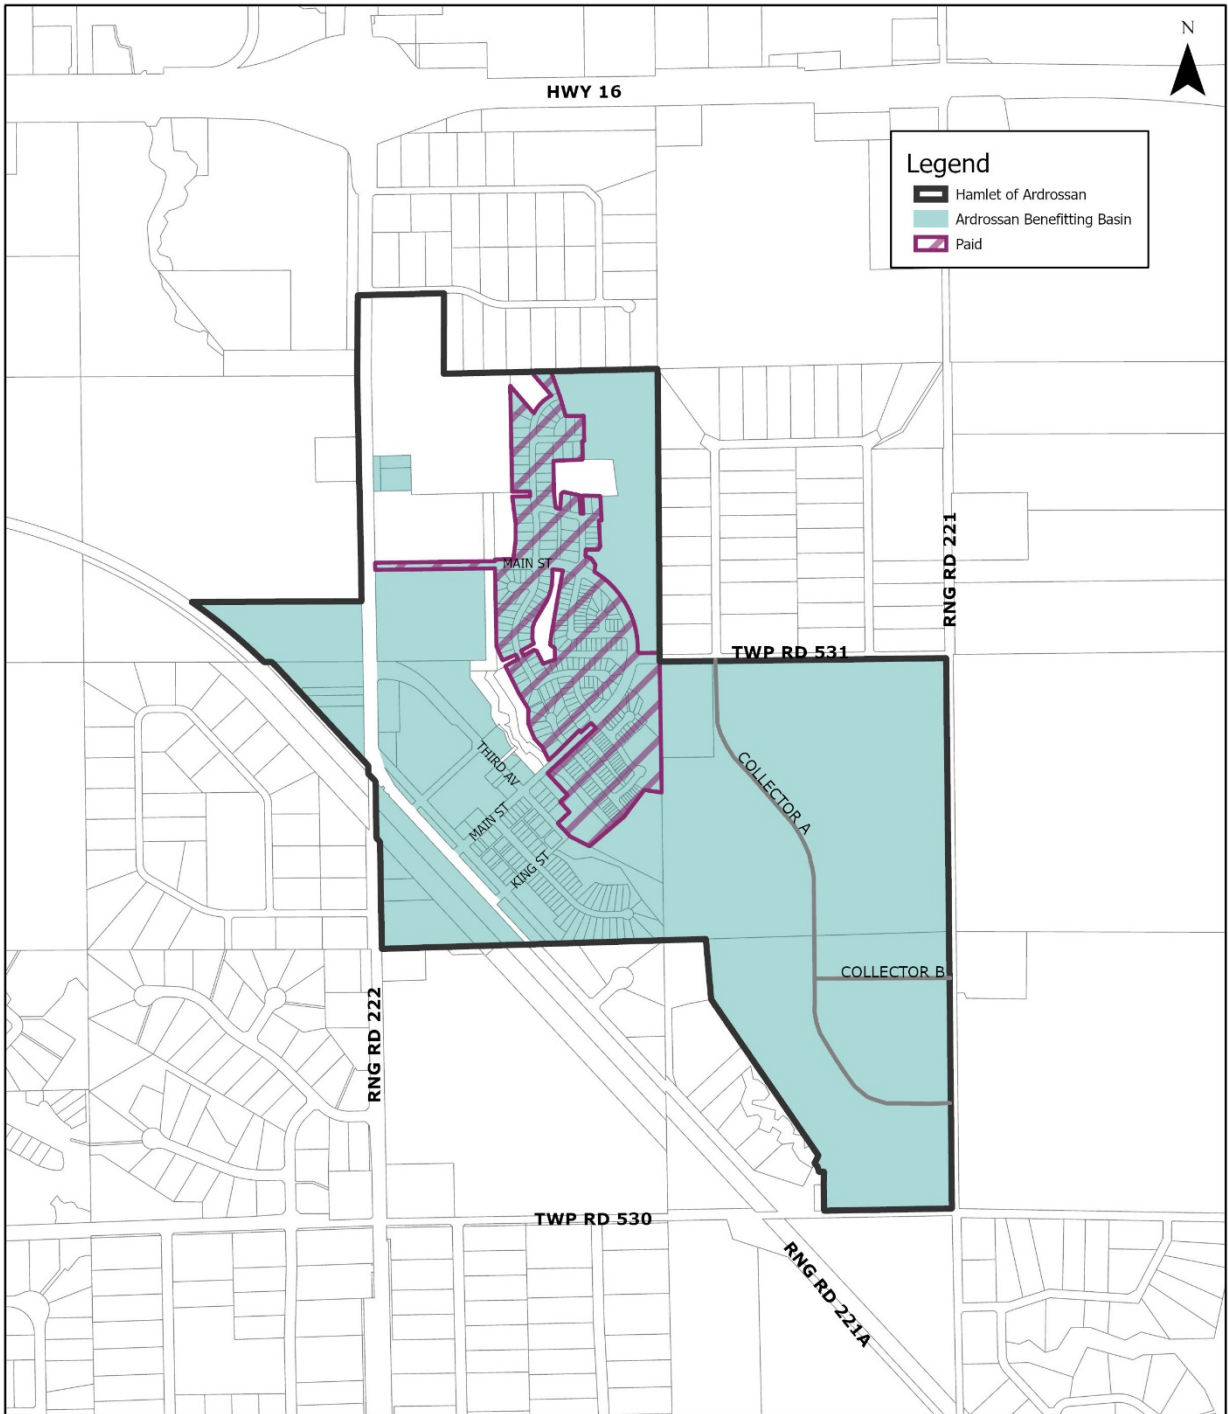 N
HWY 16
Legend
Hamlet of Ardrossan
Ardrossan Benefitting Basin
Paid
RNG RD 221
MAIN ST
TWP RD 531
THIRD AV
COLLECTOR A
MAIN ST
KING ST
COLLECTOR B
RNG RD 222
TWP RD 530
RNG RD 221A